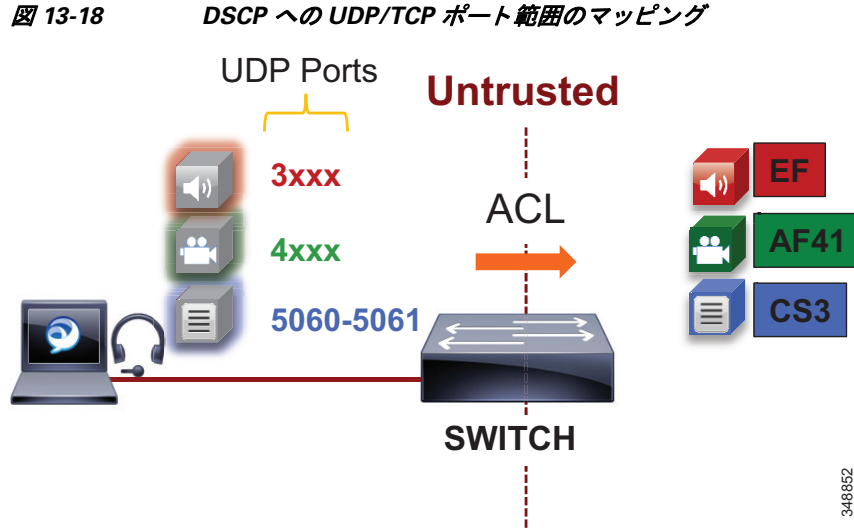 図 13-18 DSCP への UDP/TCP ポート範囲のマッピング
UDP Ports
Untrusted
3xxx
EF
ACL
4xxx
AF41
5060-5061
CS3
SWITCH
348852